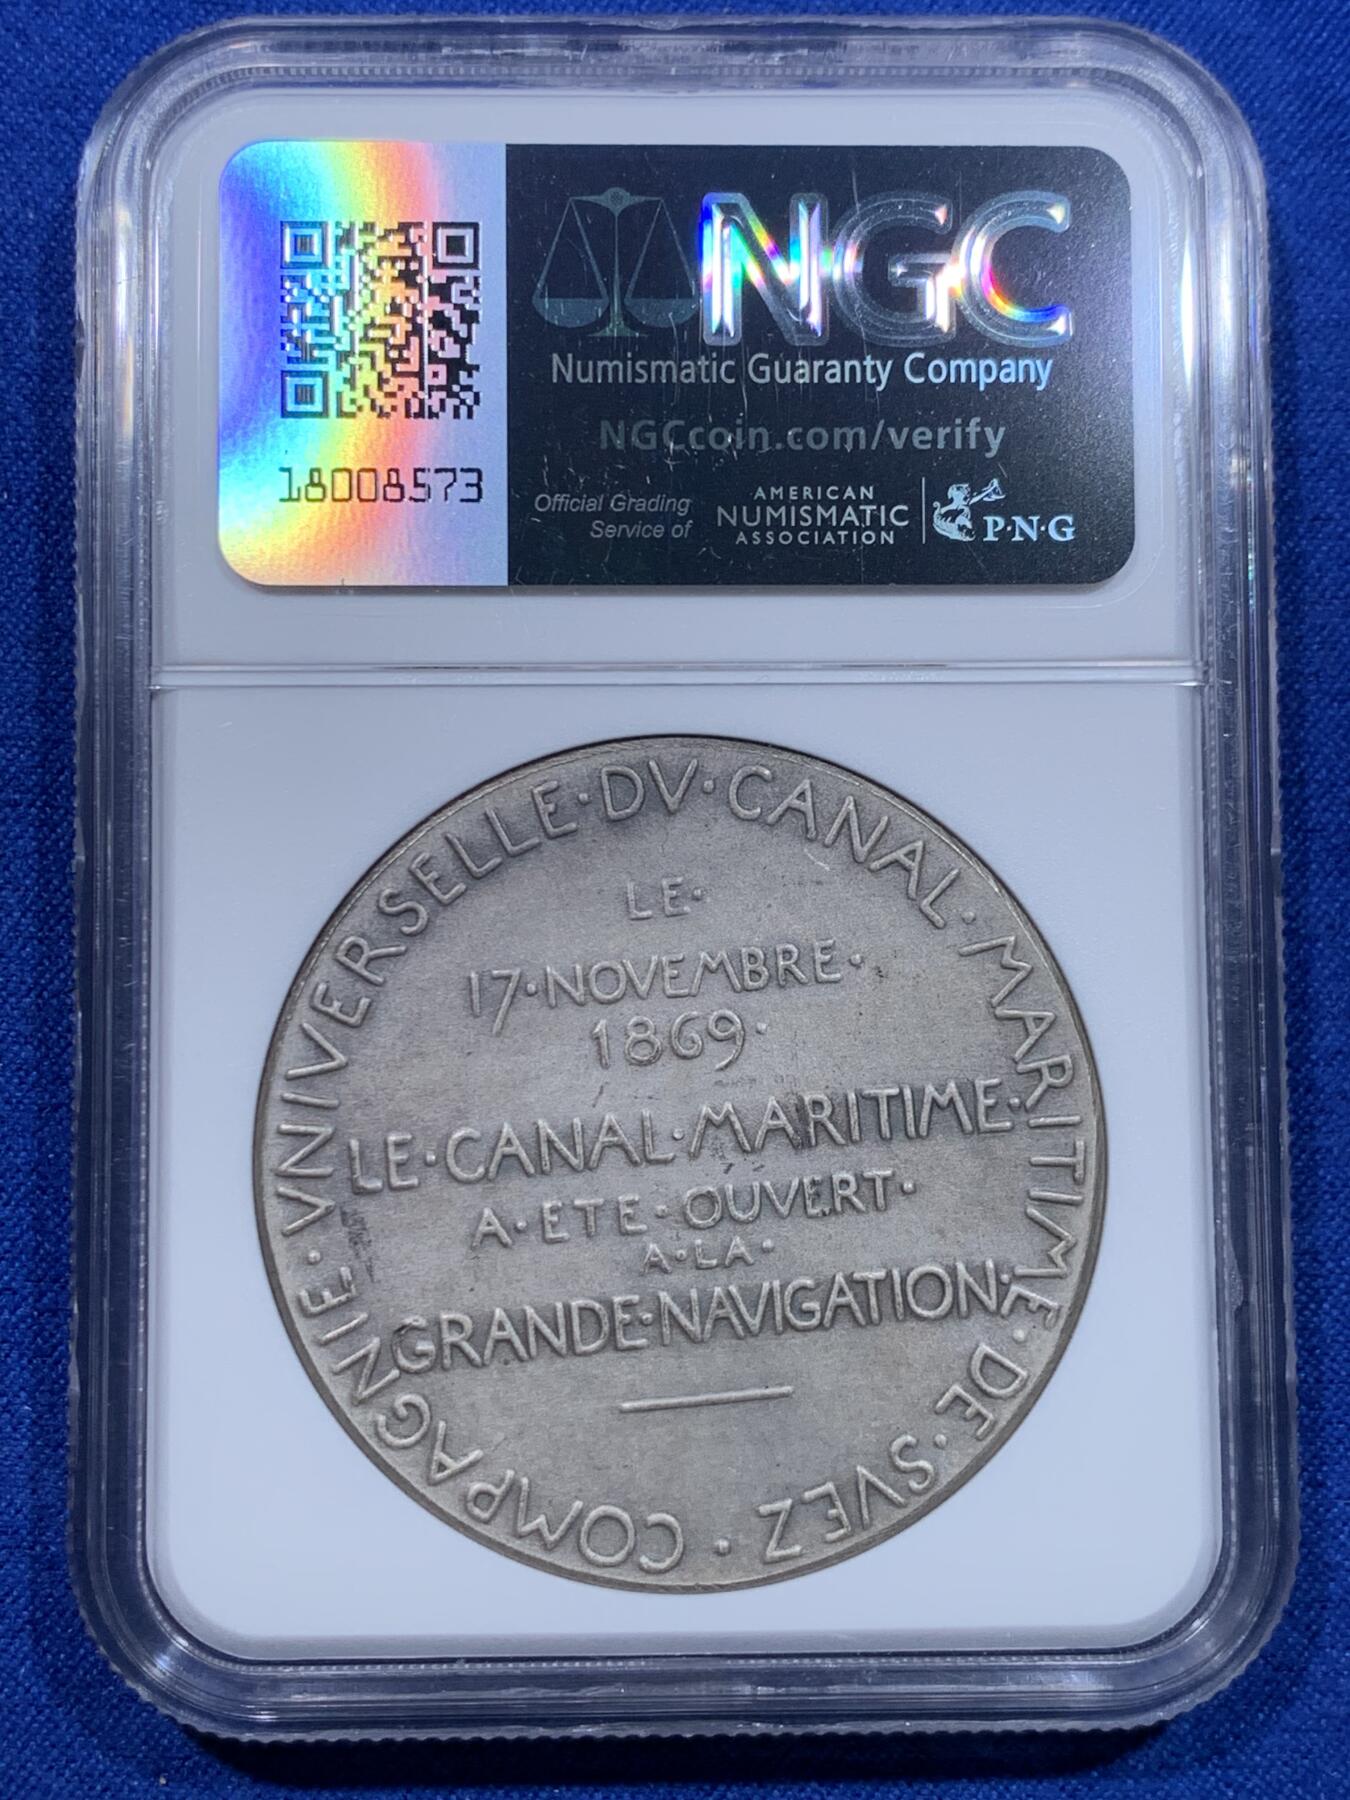 NGC
Numismatic Guaranty Company
NGCcoin.com/verify
18008573
Official Grading
Service of
AMERICAN
NUMISMATIC
ASSOCIATION
P·N·G
COMPAGNIE·VNIVERSELLE·DV·CANAL·MARITIME·DE·SVEZ·
LE·
17·NOVEMBRE·
1869·
LE·CANAL·MARITIME·
A·ETE·OUVERT·
A·LA·
GRANDE·NAVIGATION·